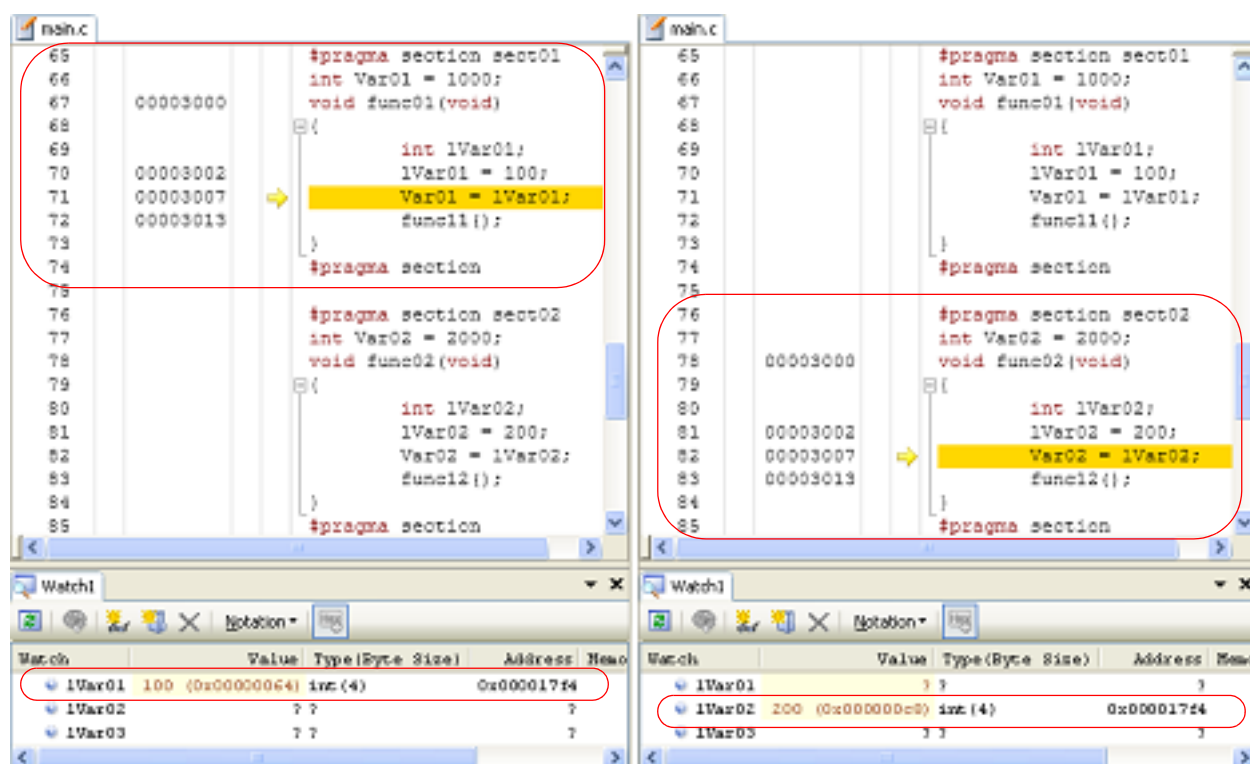 main.c
65 #pragma section sect01
66 int Var01 = 1000;
67 00003000 void func01(void)
68 {
69 int lVar01;
70 00003002 lVar01 = 100;
71 00003007 Var01 = lVar01;
72 00003013 func11();
73 }
74 #pragma section
75
76 #pragma section sect02
77 int Var02 = 2000;
78 void func02(void)
79 {
80 int lVar02;
81 lVar02 = 200;
82 Var02 = lVar02;
83 func12();
84 }
85 #pragma section
Watch1
Notation
Watch Value Type(Byte Size) Address Memo
lVar01 100 (0x00000064) int(4) 0x000017f4
lVar02 ? ? ?
lVar03 ? ? ?
main.c
65 #pragma section sect01
66 int Var01 = 1000;
67 void func01(void)
68 {
69 int lVar01;
70 lVar01 = 100;
71 Var01 = lVar01;
72 func11();
73 }
74 #pragma section
75
76 #pragma section sect02
77 int Var02 = 2000;
78 00003000 void func02(void)
79 {
80 int lVar02;
81 00003002 lVar02 = 200;
82 00003007 Var02 = lVar02;
83 00003013 func12();
84 }
85 #pragma section
Watch1
Notation
Watch Value Type(Byte Size) Address Memo
lVar01 ? ? ?
lVar02 200 (0x000000c8) int(4) 0x000017f4
lVar03 ? ? ?